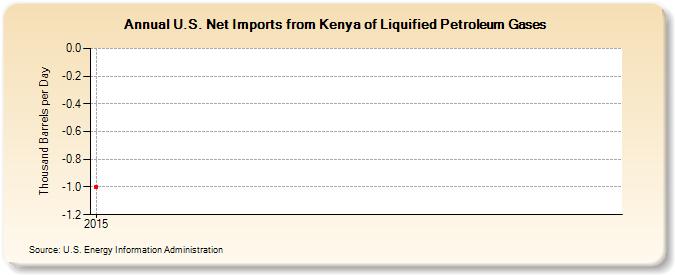 Annual U.S. Net Imports from Kenya of Liquified Petroleum Gases
Thousand Barrels per Day
0.0
-0.2
-0.4
-0.6
-0.8
-1.0
-1.2
2015
Source: U.S. Energy Information Administration